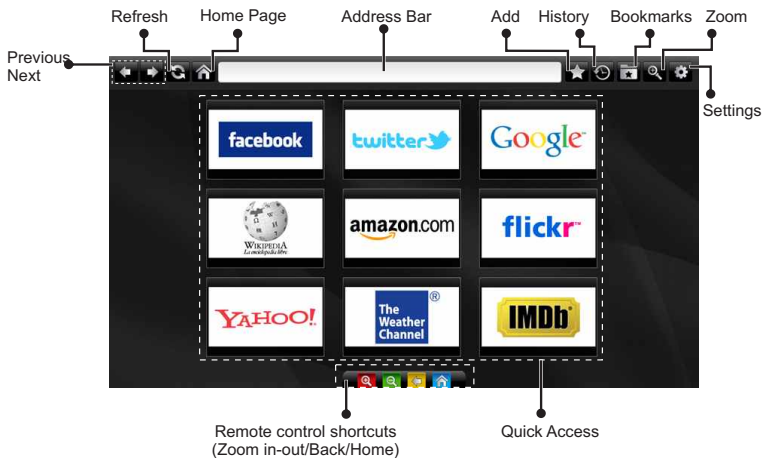 Refresh
Home Page
Address Bar
Add
History
Bookmarks
Zoom
Previous
Next
Settings
facebook
twitter
Google
WIKIPEDIA
La enciclopedia libre
amazon.com
flickr
YAHOO!
The
Weather
Channel
®
IMDb
Remote control shortcuts
(Zoom in-out/Back/Home)
Quick Access